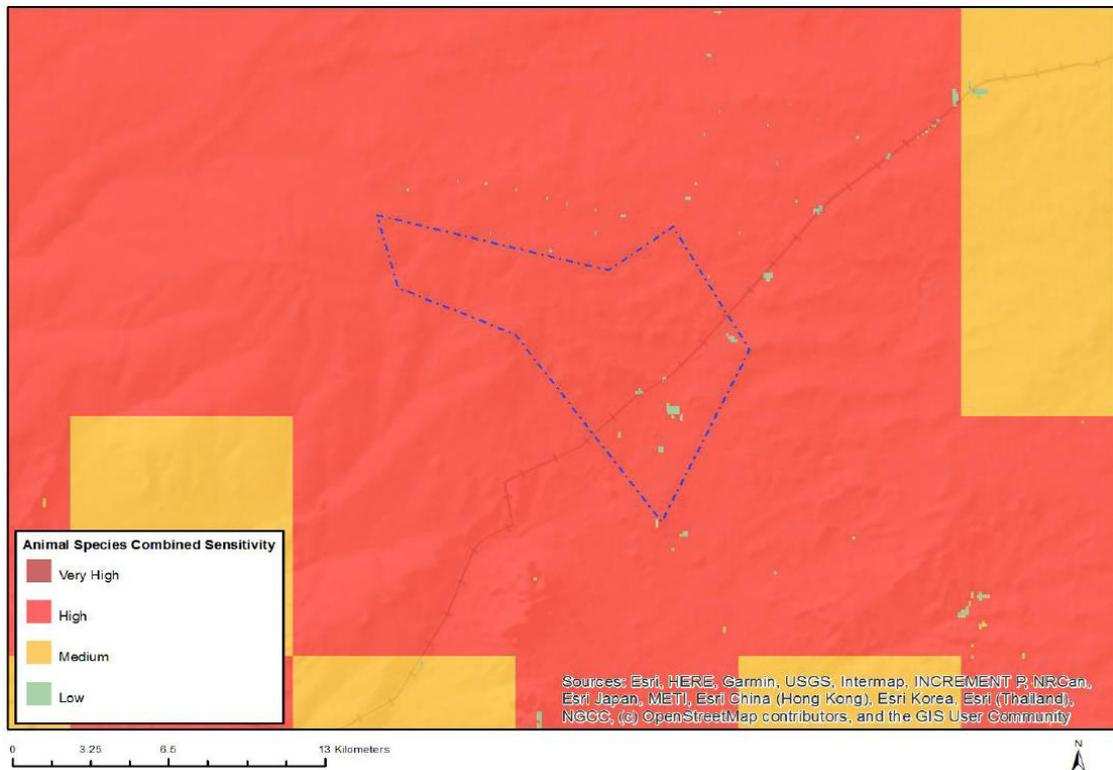 Animal Species Combined Sensitivity
Very High
High
Medium
Low
Sources: Esri, HERE, Garmin, USGS, Intermap, INCREMENT P, NRCan,
Esri Japan, METI, Esri China (Hong Kong), Esri Korea, Esri (Thailand),
NGCC, (c) OpenStreetMap contributors, and the GIS User Community
0 3.25 6.5 13 Kilometers
N